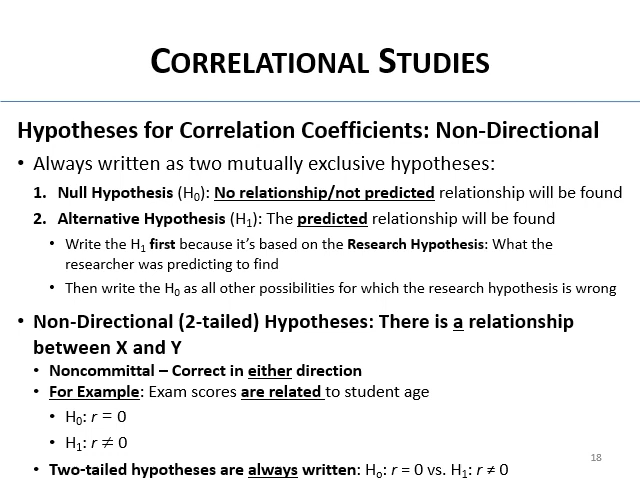 CORRELATIONAL STUDIES
Hypotheses for Correlation Coefficients: Non-Directional
• Always written as two mutually exclusive hypotheses:
1. Null Hypothesis (H₀): No relationship/not predicted relationship will be found
2. Alternative Hypothesis (H₁): The predicted relationship will be found
• Write the H₁ first because it’s based on the Research Hypothesis: What the
researcher was predicting to find
• Then write the H₀ as all other possibilities for which the research hypothesis is wrong
• Non-Directional (2-tailed) Hypotheses: There is a relationship
between X and Y
• Noncommittal – Correct in either direction
• For Example: Exam scores are related to student age
• H₀: r = 0
• H₁: r ≠ 0
• Two-tailed hypotheses are always written: Hₒ: r = 0 vs. H₁: r ≠ 0
18